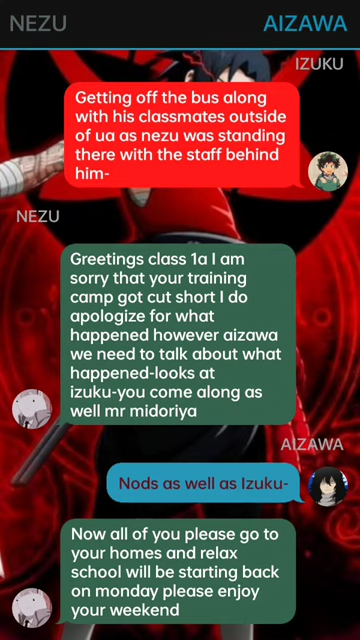 NEZU
AIZAWA
IZUKU
Getting off the bus along
with his classmates outside
of ua as nezu was standing
there with the staff behind
him-
NEZU
Greetings class 1a I am
sorry that your training
camp got cut short I do
apologize for what
happened however aizawa
we need to talk about what
happened-looks at
izuku-you come along as
well mr midoriya
AIZAWA
Nods as well as Izuku-
Now all of you please go to
your homes and relax
school will be starting back
on monday please enjoy
your weekend